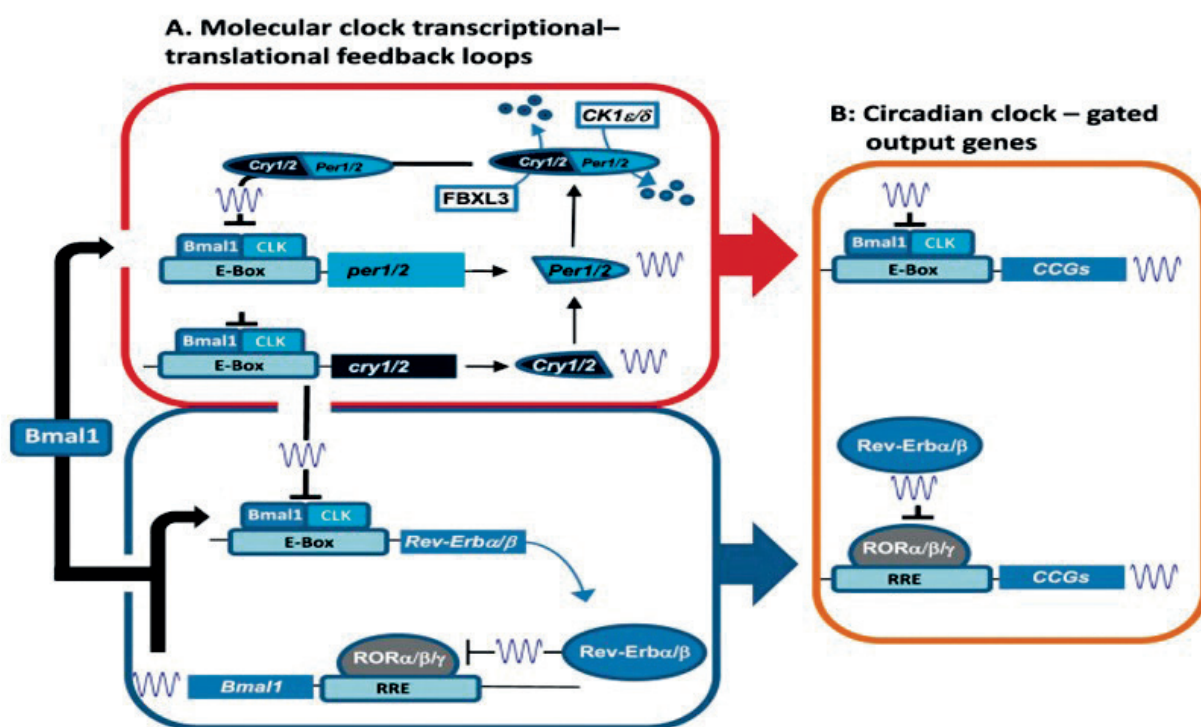 A. Molecular clock transcriptional–
translational feedback loops
B: Circadian clock – gated
output genes
CK1ε/δ
Cry1/2 Per1/2
Cry1/2 Per1/2
FBXL3
Bmal1 CLK
E-Box
per1/2
Per1/2
Bmal1 CLK
E-Box
cry1/2
Cry1/2
Bmal1
Bmal1 CLK
E-Box
Rev-Erbα/β
RORα/β/γ
Rev-Erbα/β
Bmal1
RRE
Bmal1 CLK
E-Box
CCGs
Rev-Erbα/β
RORα/β/γ
RRE
CCGs